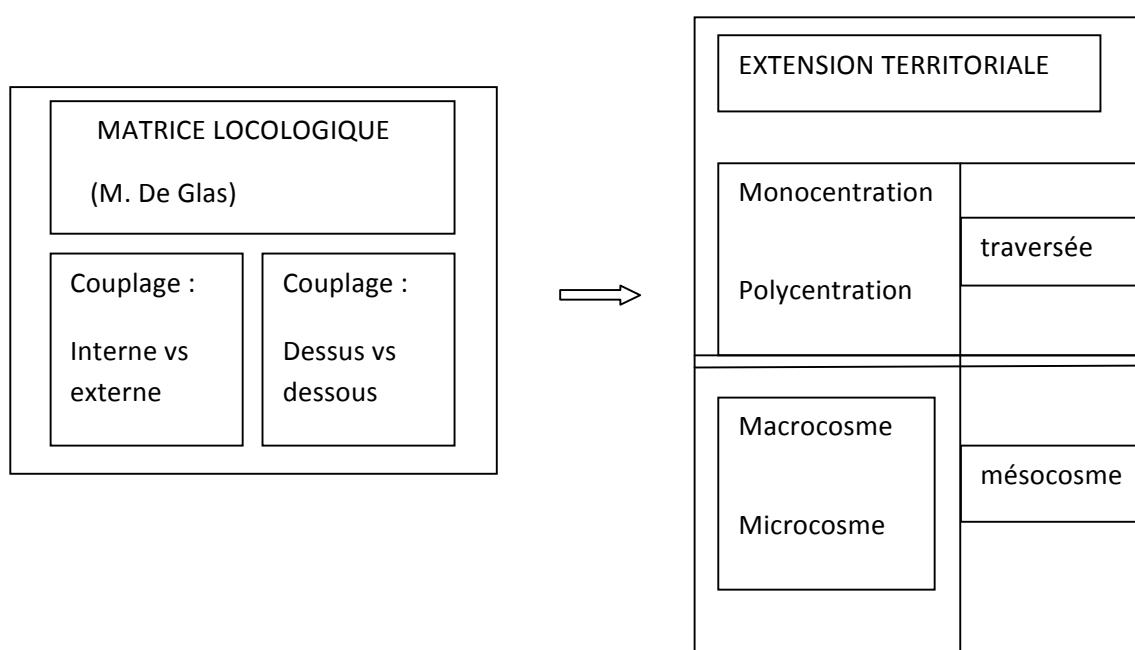 MATRICE LOCOLOGIQUE
(M. De Glas)
Couplage :
Interne vs
externe
Couplage :
Dessus vs
dessous
EXTENSION TERRITORIALE
Monocentration
traversée
Polycentration
Macrocosme
mésocosme
Microcosme